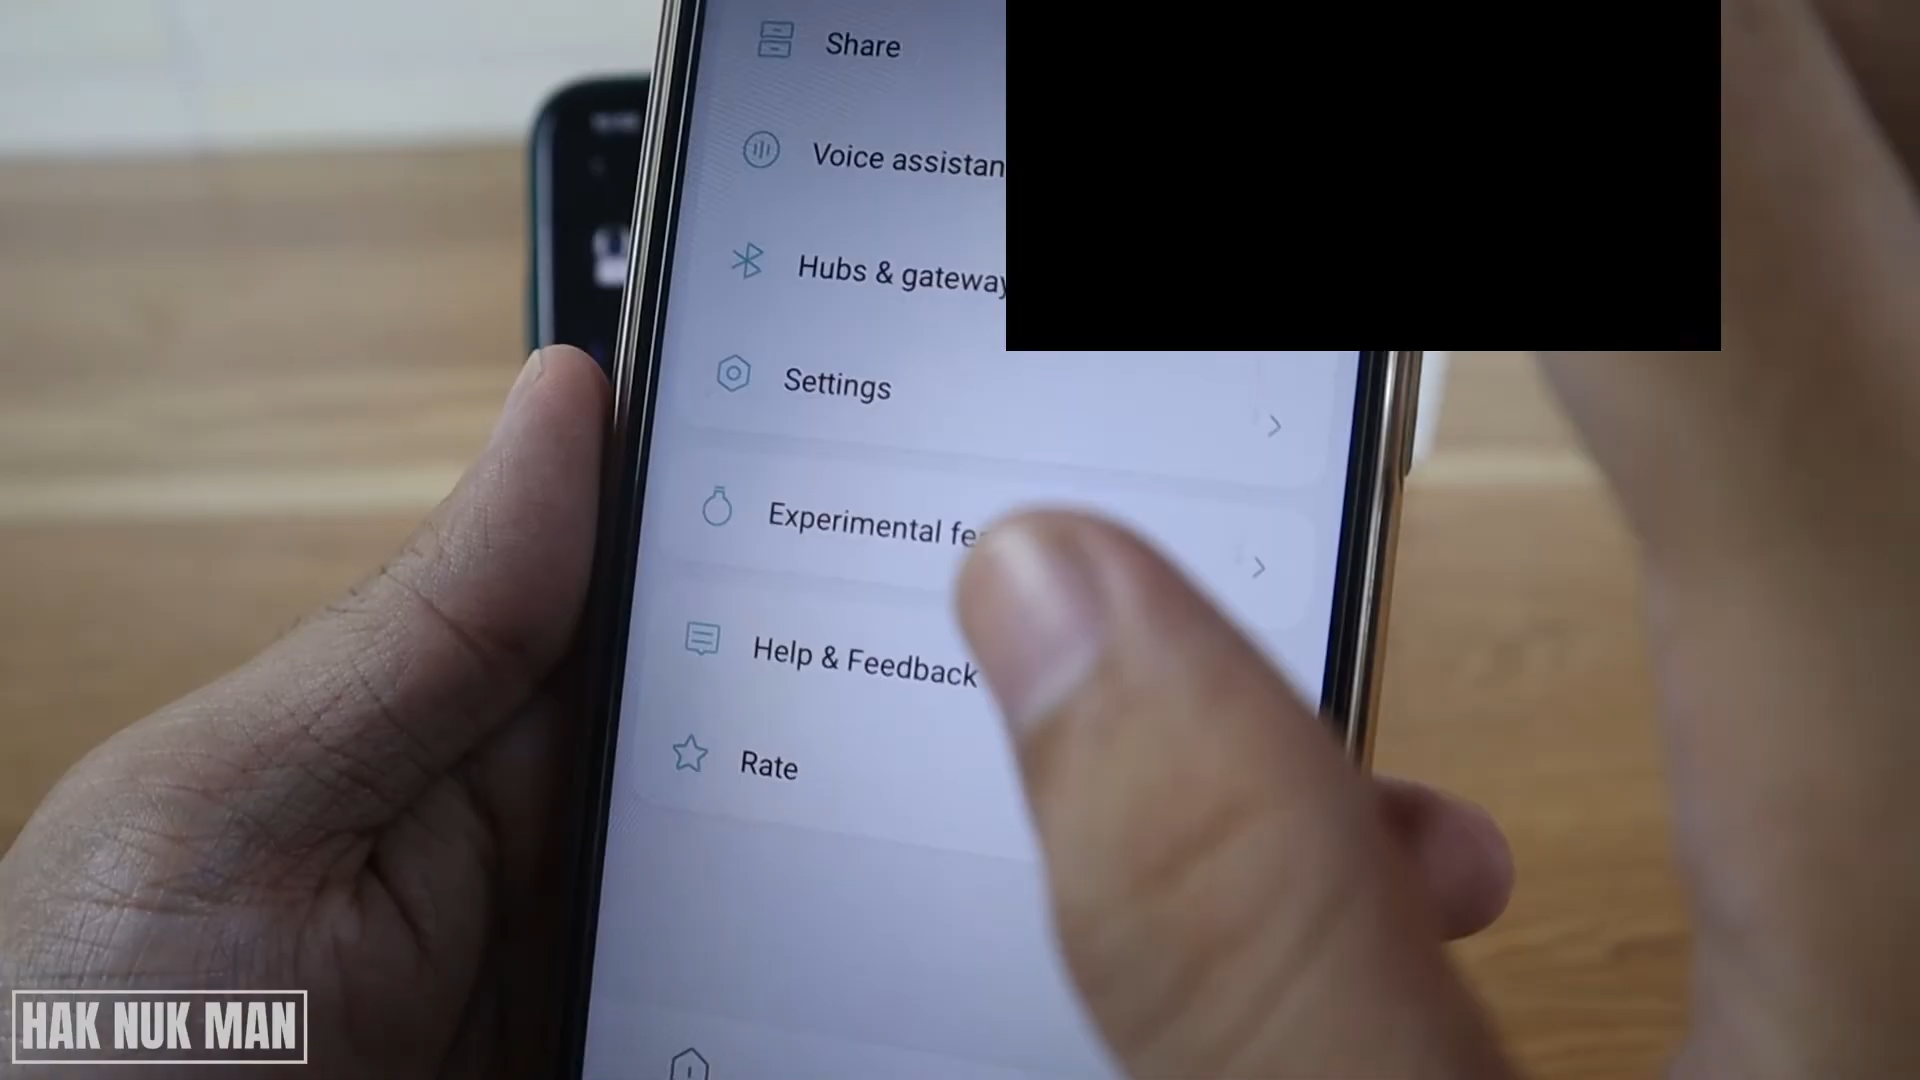 Share
Voice assistan
Hubs & gateway
Settings
Experimental fe
Help & Feedback
Rate
HAK NUK MAN